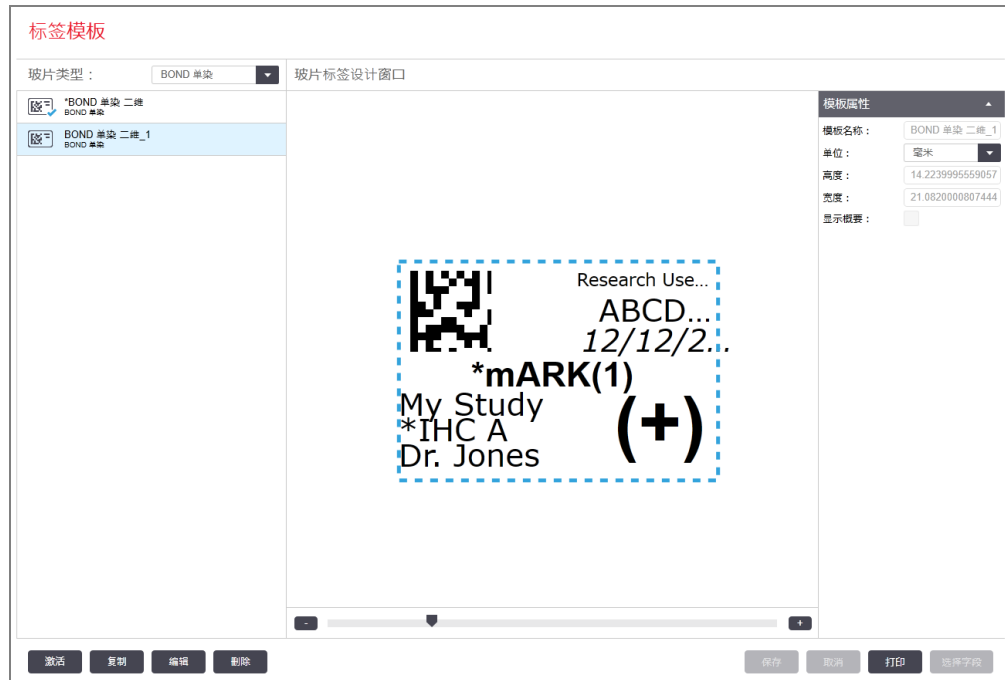 标签模板
玻片类型：
BOND 单染
玻片标签设计窗口
*BOND 单染 二维
BOND 单染
BOND 单染 二维_1
BOND 单染
模板属性
模板名称：
BOND 单染 二维_1
单位：
毫米
高度：
14.2239995559057
宽度：
21.0820000807444
显示概要：
Research Use...
ABCD...
12/12/2...
*mARK(1)
My Study
(+)
*IHC A
Dr. Jones
-
+
激活
复制
编辑
删除
保存
取消
打印
选择字段